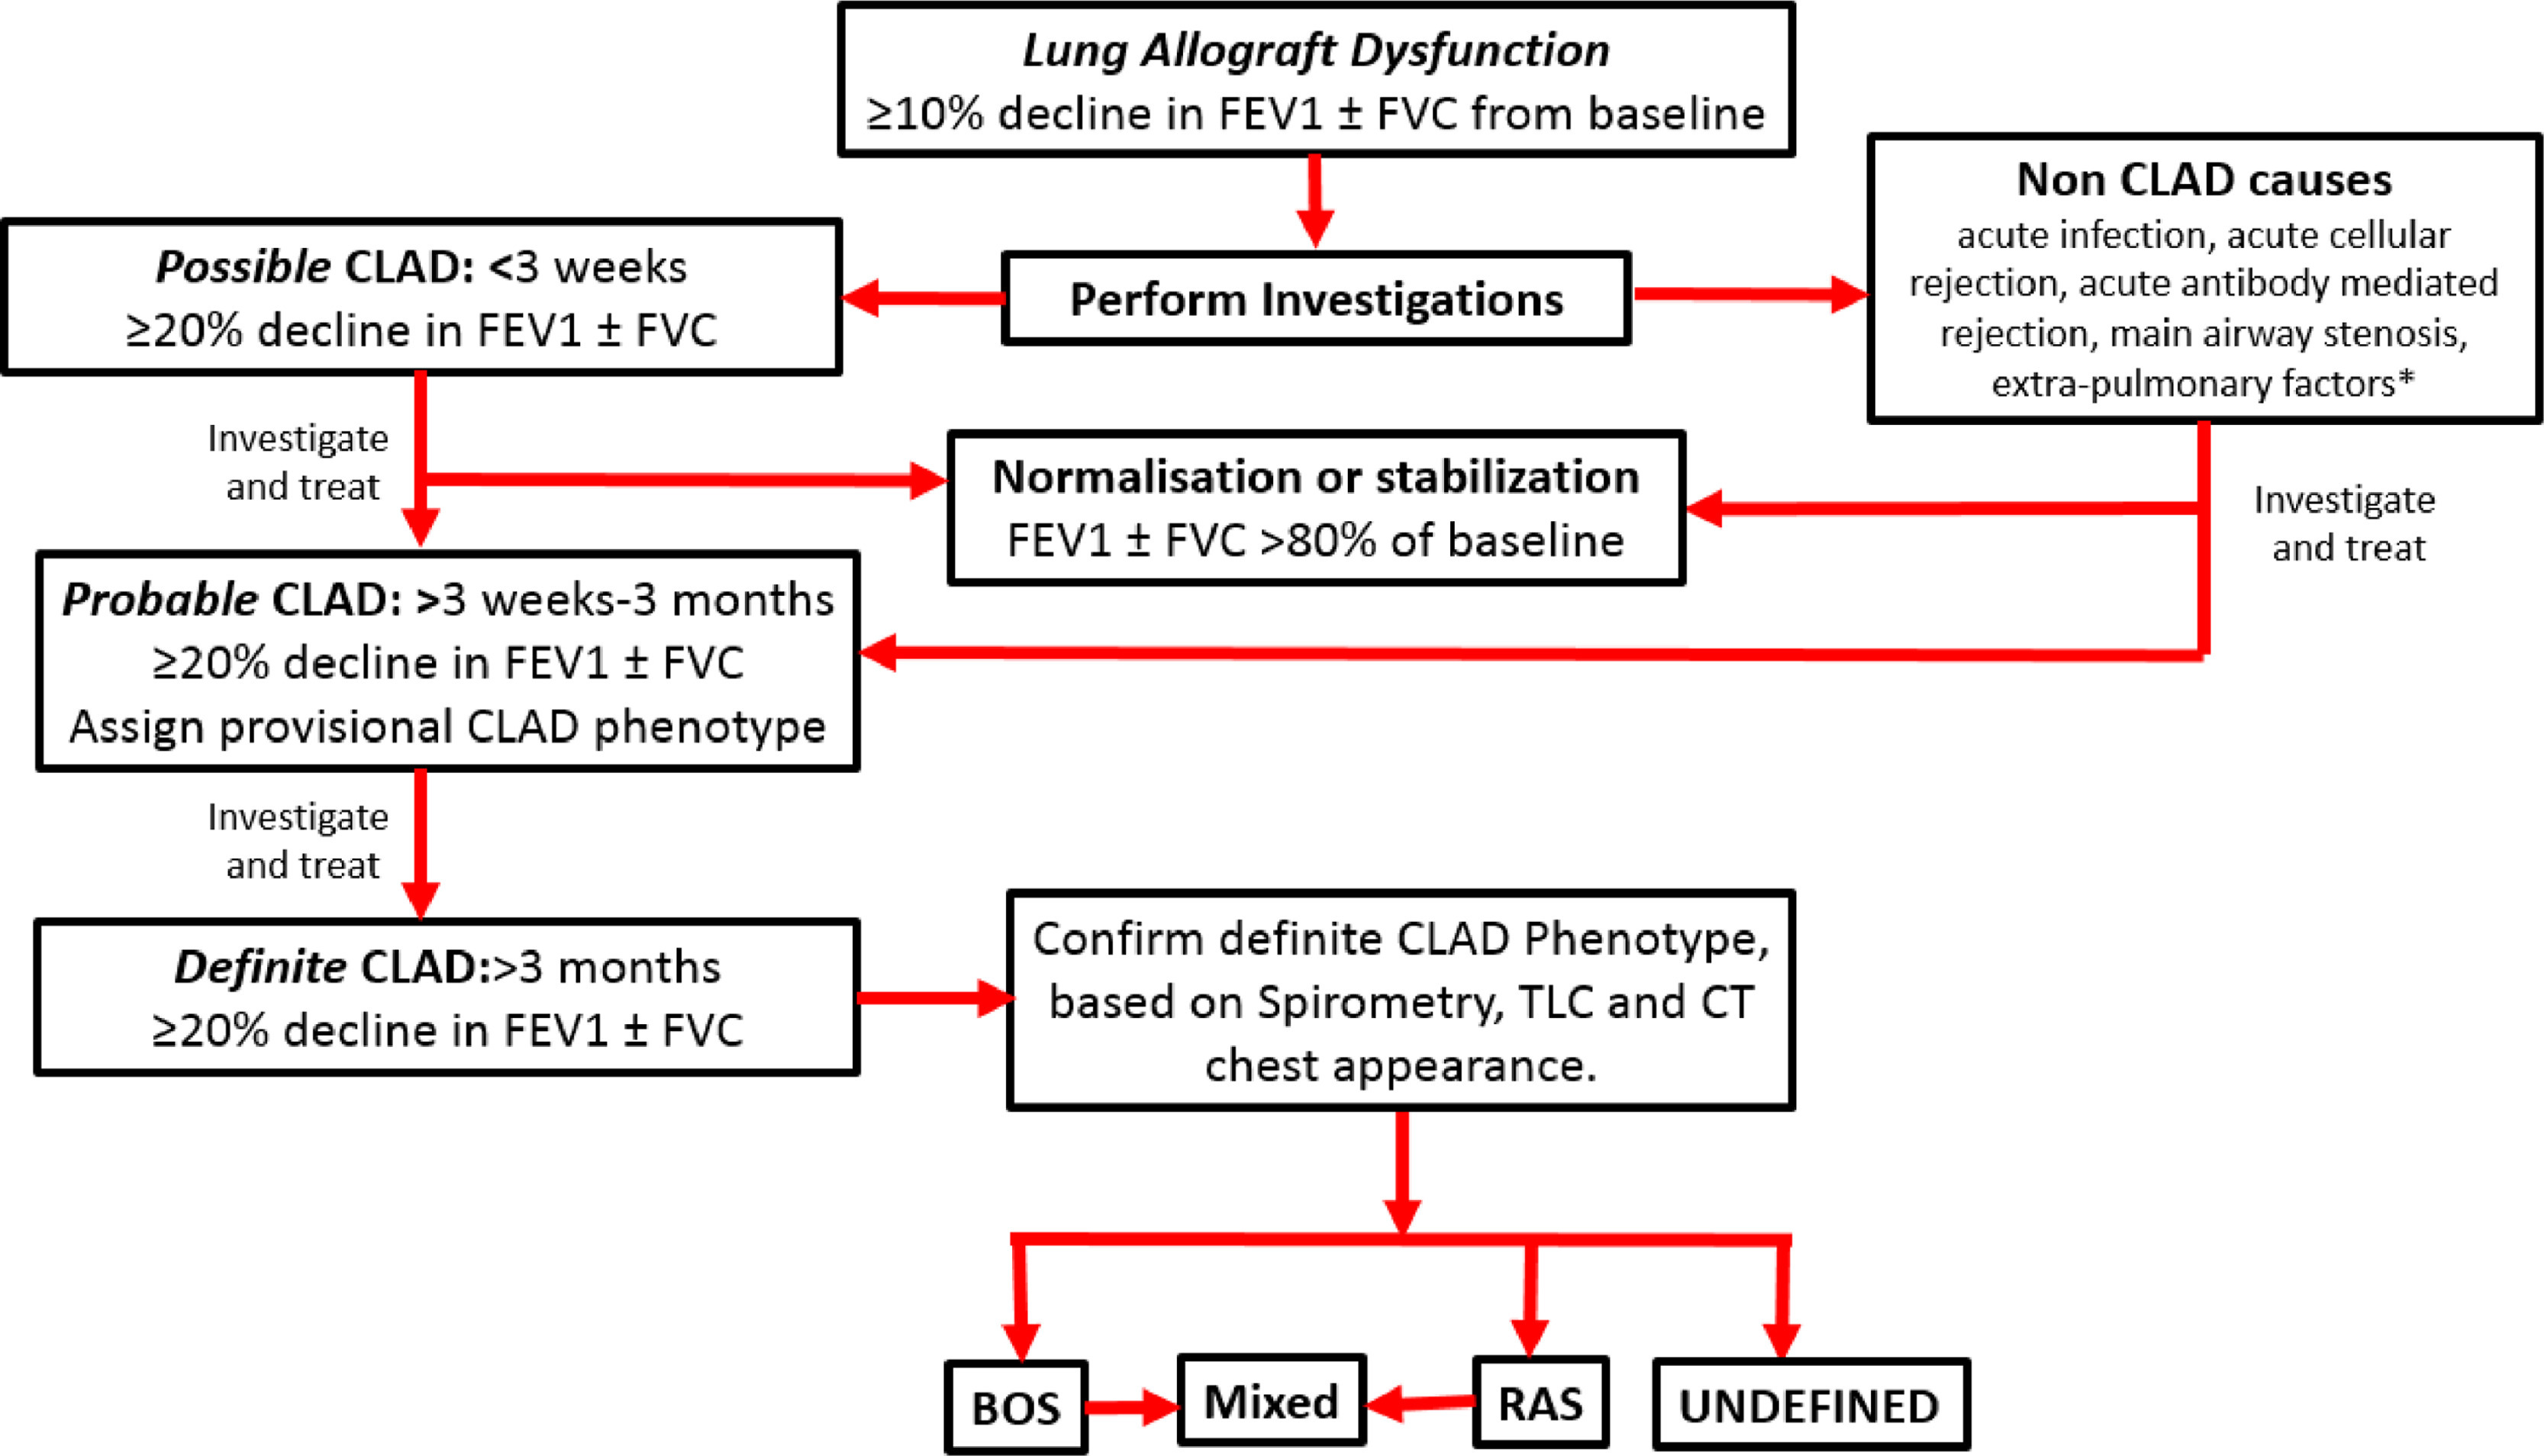 Lung Allograft Dysfunction
≥10% decline in FEV1 ± FVC from baseline
Non CLAD causes
acute infection, acute cellular
rejection, acute antibody mediated
rejection, main airway stenosis,
extra-pulmonary factors*
Possible CLAD: <3 weeks
≥20% decline in FEV1 ± FVC
Perform Investigations
Investigate
and treat
Normalisation or stabilization
FEV1 ± FVC >80% of baseline
Investigate
and treat
Probable CLAD: >3 weeks-3 months
≥20% decline in FEV1 ± FVC
Assign provisional CLAD phenotype
Investigate
and treat
Definite CLAD:>3 months
≥20% decline in FEV1 ± FVC
Confirm definite CLAD Phenotype,
based on Spirometry, TLC and CT
chest appearance.
BOS
Mixed
RAS
UNDEFINED